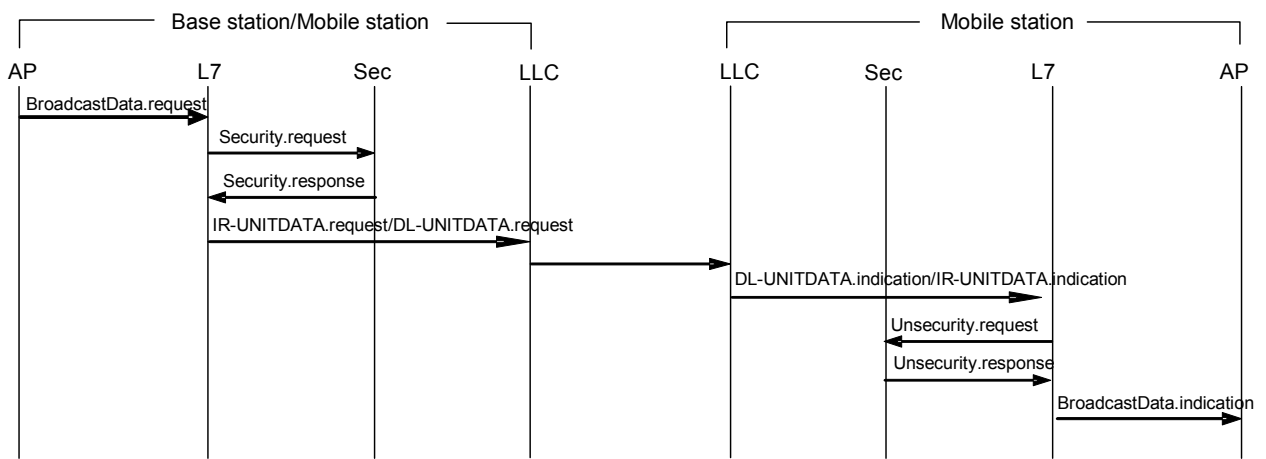 Base station/Mobile station
Mobile station
AP
L7
Sec
LLC
LLC
Sec
L7
AP
BroadcastData.request
Security.request
Security.response
IR-UNITDATA.request/DL-UNITDATA.request
DL-UNITDATA.indication/IR-UNITDATA.indication
Unsecurity.request
Unsecurity.response
BroadcastData.indication